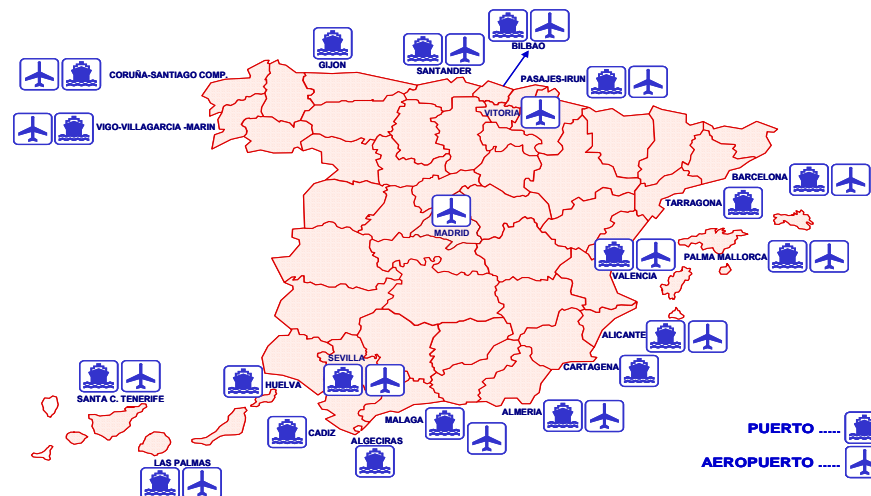 BILBAO
GIJON
SANTANDER
CORUÑA-SANTIAGO COMP.
PASAJES-IRUN
VITORIA
VIGO-VILLAGARCIA -MARIN
BARCELONA
TARRAGONA
MADRID
PALMA MALLORCA
VALENCIA
ALICANTE
SEVILLA
CARTAGENA
HUELVA
SANTA C. TENERIFE
ALMERIA
MALAGA
CADIZ
ALGECIRAS
PUERTO .....
LAS PALMAS
AEROPUERTO .....